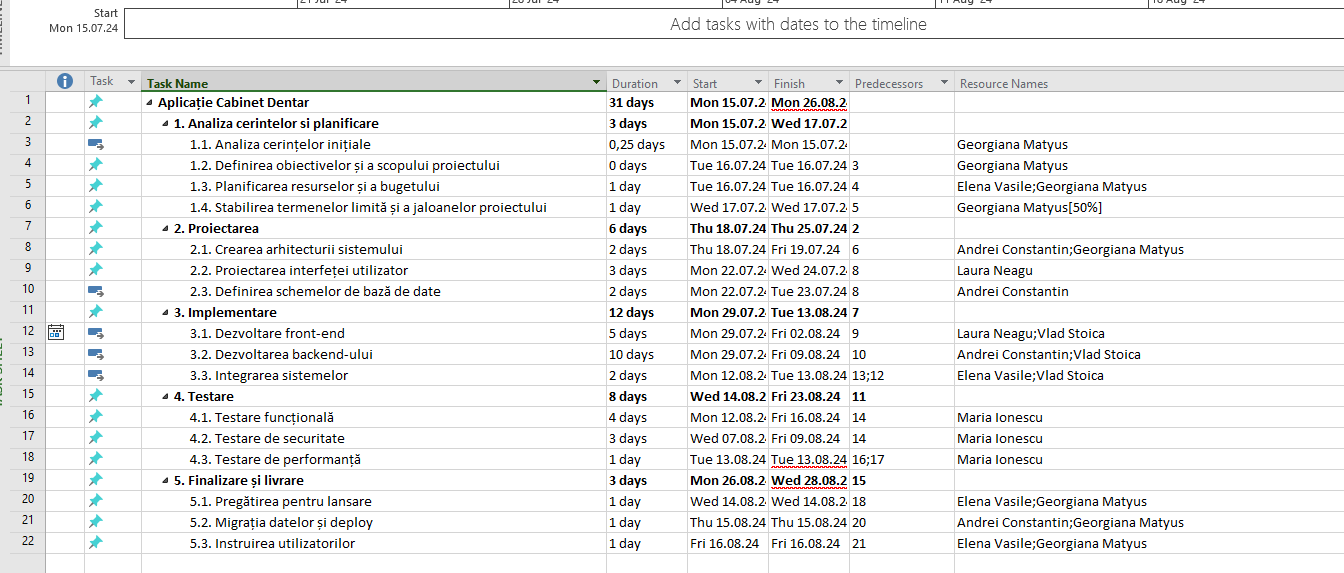 21 Jul '24 28 Jul '24 04 Aug '24 11 Aug '24 18 Aug '24
Start
Mon 15.07.24
Add tasks with dates to the timeline
Task Task Name Duration Start Finish Predecessors Resource Names
1 Aplicație Cabinet Dentar 31 days Mon 15.07.2 Mon 26.08.2
2 1. Analiza cerintelor si planificare 3 days Mon 15.07.2 Wed 17.07.2
3 1.1. Analiza cerințelor inițiale 0,25 days Mon 15.07.24 Mon 15.07.24 Georgiana Matyus
4 1.2. Definirea obiectivelor și a scopului proiectului 0 days Tue 16.07.24 Tue 16.07.24 3 Georgiana Matyus
5 1.3. Planificarea resurselor și a bugetului 1 day Tue 16.07.24 Tue 16.07.24 4 Elena Vasile;Georgiana Matyus
6 1.4. Stabilirea termenelor limită și a jaloanelor proiectului 1 day Wed 17.07.24 Wed 17.07.24 5 Georgiana Matyus[50%]
7 2. Proiectarea 6 days Thu 18.07.24 Thu 25.07.24 2
8 2.1. Crearea arhitecturii sistemului 2 days Thu 18.07.24 Fri 19.07.24 6 Andrei Constantin;Georgiana Matyus
9 2.2. Proiectarea interfeței utilizator 3 days Mon 22.07.24 Wed 24.07.24 8 Laura Neagu
10 2.3. Definirea schemelor de bază de date 2 days Mon 22.07.24 Tue 23.07.24 8 Andrei Constantin
11 3. Implementare 12 days Mon 29.07.2 Tue 13.08.24 7
12 3.1. Dezvoltare front-end 5 days Mon 29.07.24 Fri 02.08.24 9 Laura Neagu;Vlad Stoica
13 3.2. Dezvoltarea backend-ului 10 days Mon 29.07.24 Fri 09.08.24 10 Andrei Constantin;Vlad Stoica
14 3.3. Integrarea sistemelor 2 days Mon 12.08.24 Tue 13.08.24 13;12 Elena Vasile;Vlad Stoica
15 4. Testare 8 days Wed 14.08.2 Fri 23.08.24 11
16 4.1. Testare funcțională 4 days Mon 12.08.24 Fri 16.08.24 14 Maria Ionescu
17 4.2. Testare de securitate 3 days Wed 07.08.24 Fri 09.08.24 14 Maria Ionescu
18 4.3. Testare de performanță 1 day Tue 13.08.24 Tue 13.08.24 16;17 Maria Ionescu
19 5. Finalizare și livrare 3 days Mon 26.08.2 Wed 28.08.2 15
20 5.1. Pregătirea pentru lansare 1 day Wed 14.08.24 Wed 14.08.24 18 Elena Vasile;Georgiana Matyus
21 5.2. Migrația datelor și deploy 1 day Thu 15.08.24 Thu 15.08.24 20 Andrei Constantin;Georgiana Matyus
22 5.3. Instruirea utilizatorilor 1 day Fri 16.08.24 Fri 16.08.24 21 Elena Vasile;Georgiana Matyus